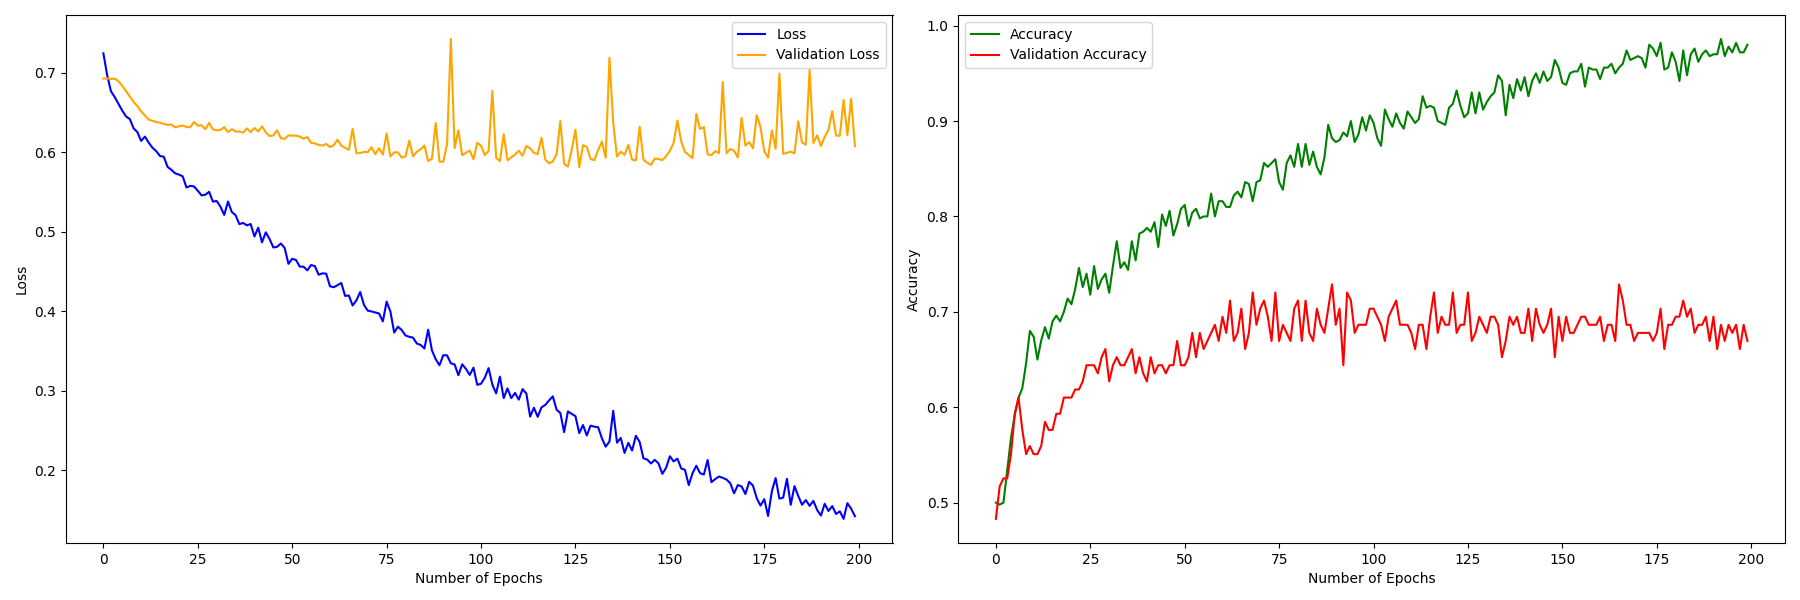 Loss
Validation Loss
0.7
0.6
0.5
0.4
0.3
0.2
Loss
0 25 50 75 100 125 150 175 200
Number of Epochs
Accuracy
Validation Accuracy
1.0
0.9
0.8
0.7
0.6
0.5
Accuracy
0 25 50 75 100 125 150 175 200
Number of Epochs